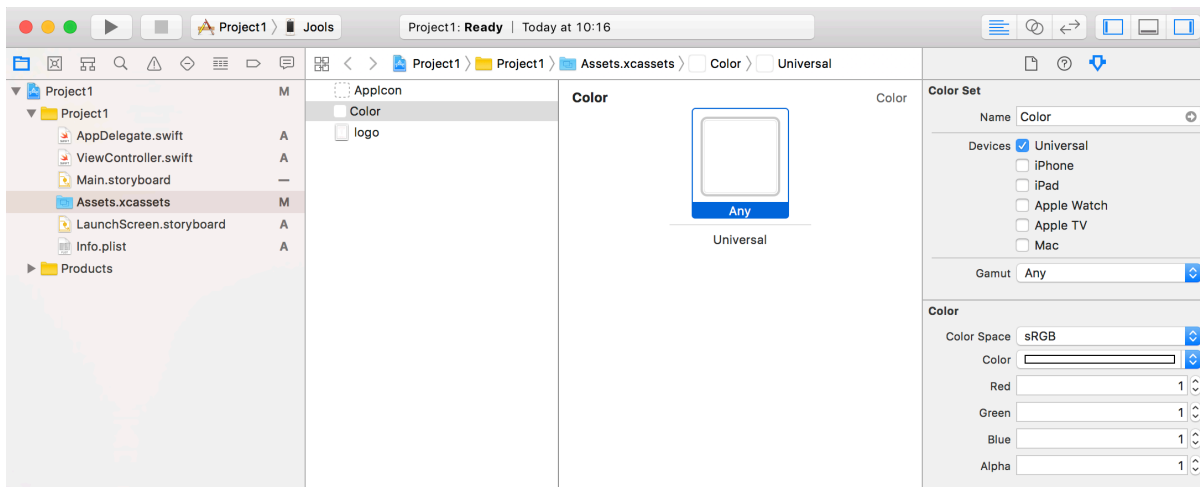 Project1 〉 Jools
Project1: Ready | Today at 10:16
Project1 〉 Project1 〉 Assets.xcassets 〉 Color 〉 Universal
Project1 M
Project1
AppDelegate.swift A
ViewController.swift A
Main.storyboard —
Assets.xcassets M
LaunchScreen.storyboard A
Info.plist A
Products
AppIcon
Color
logo
Color Color
Any
Universal
Color Set
Name Color
Devices Universal
iPhone
iPad
Apple Watch
Apple TV
Mac
Gamut Any
Color
Color Space sRGB
Color
Red 1
Green 1
Blue 1
Alpha 1